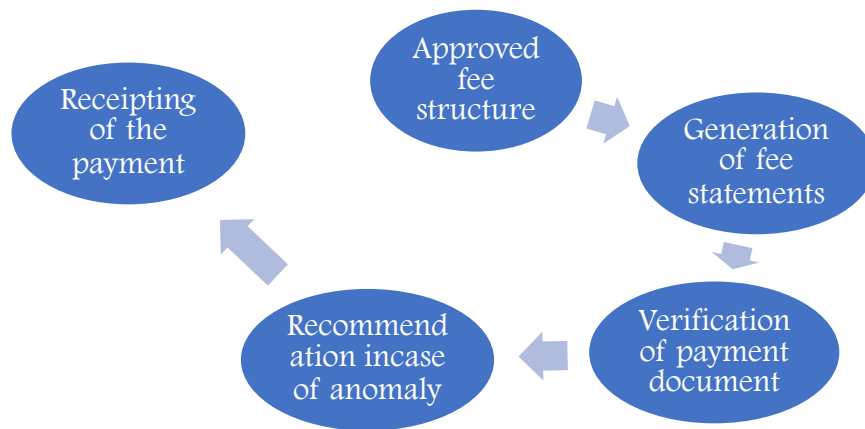 Approved
fee
structure
Generation
of fee
statements
Verification
of payment
document
Recommend
ation incase
of anomaly
Receipting
of the
payment